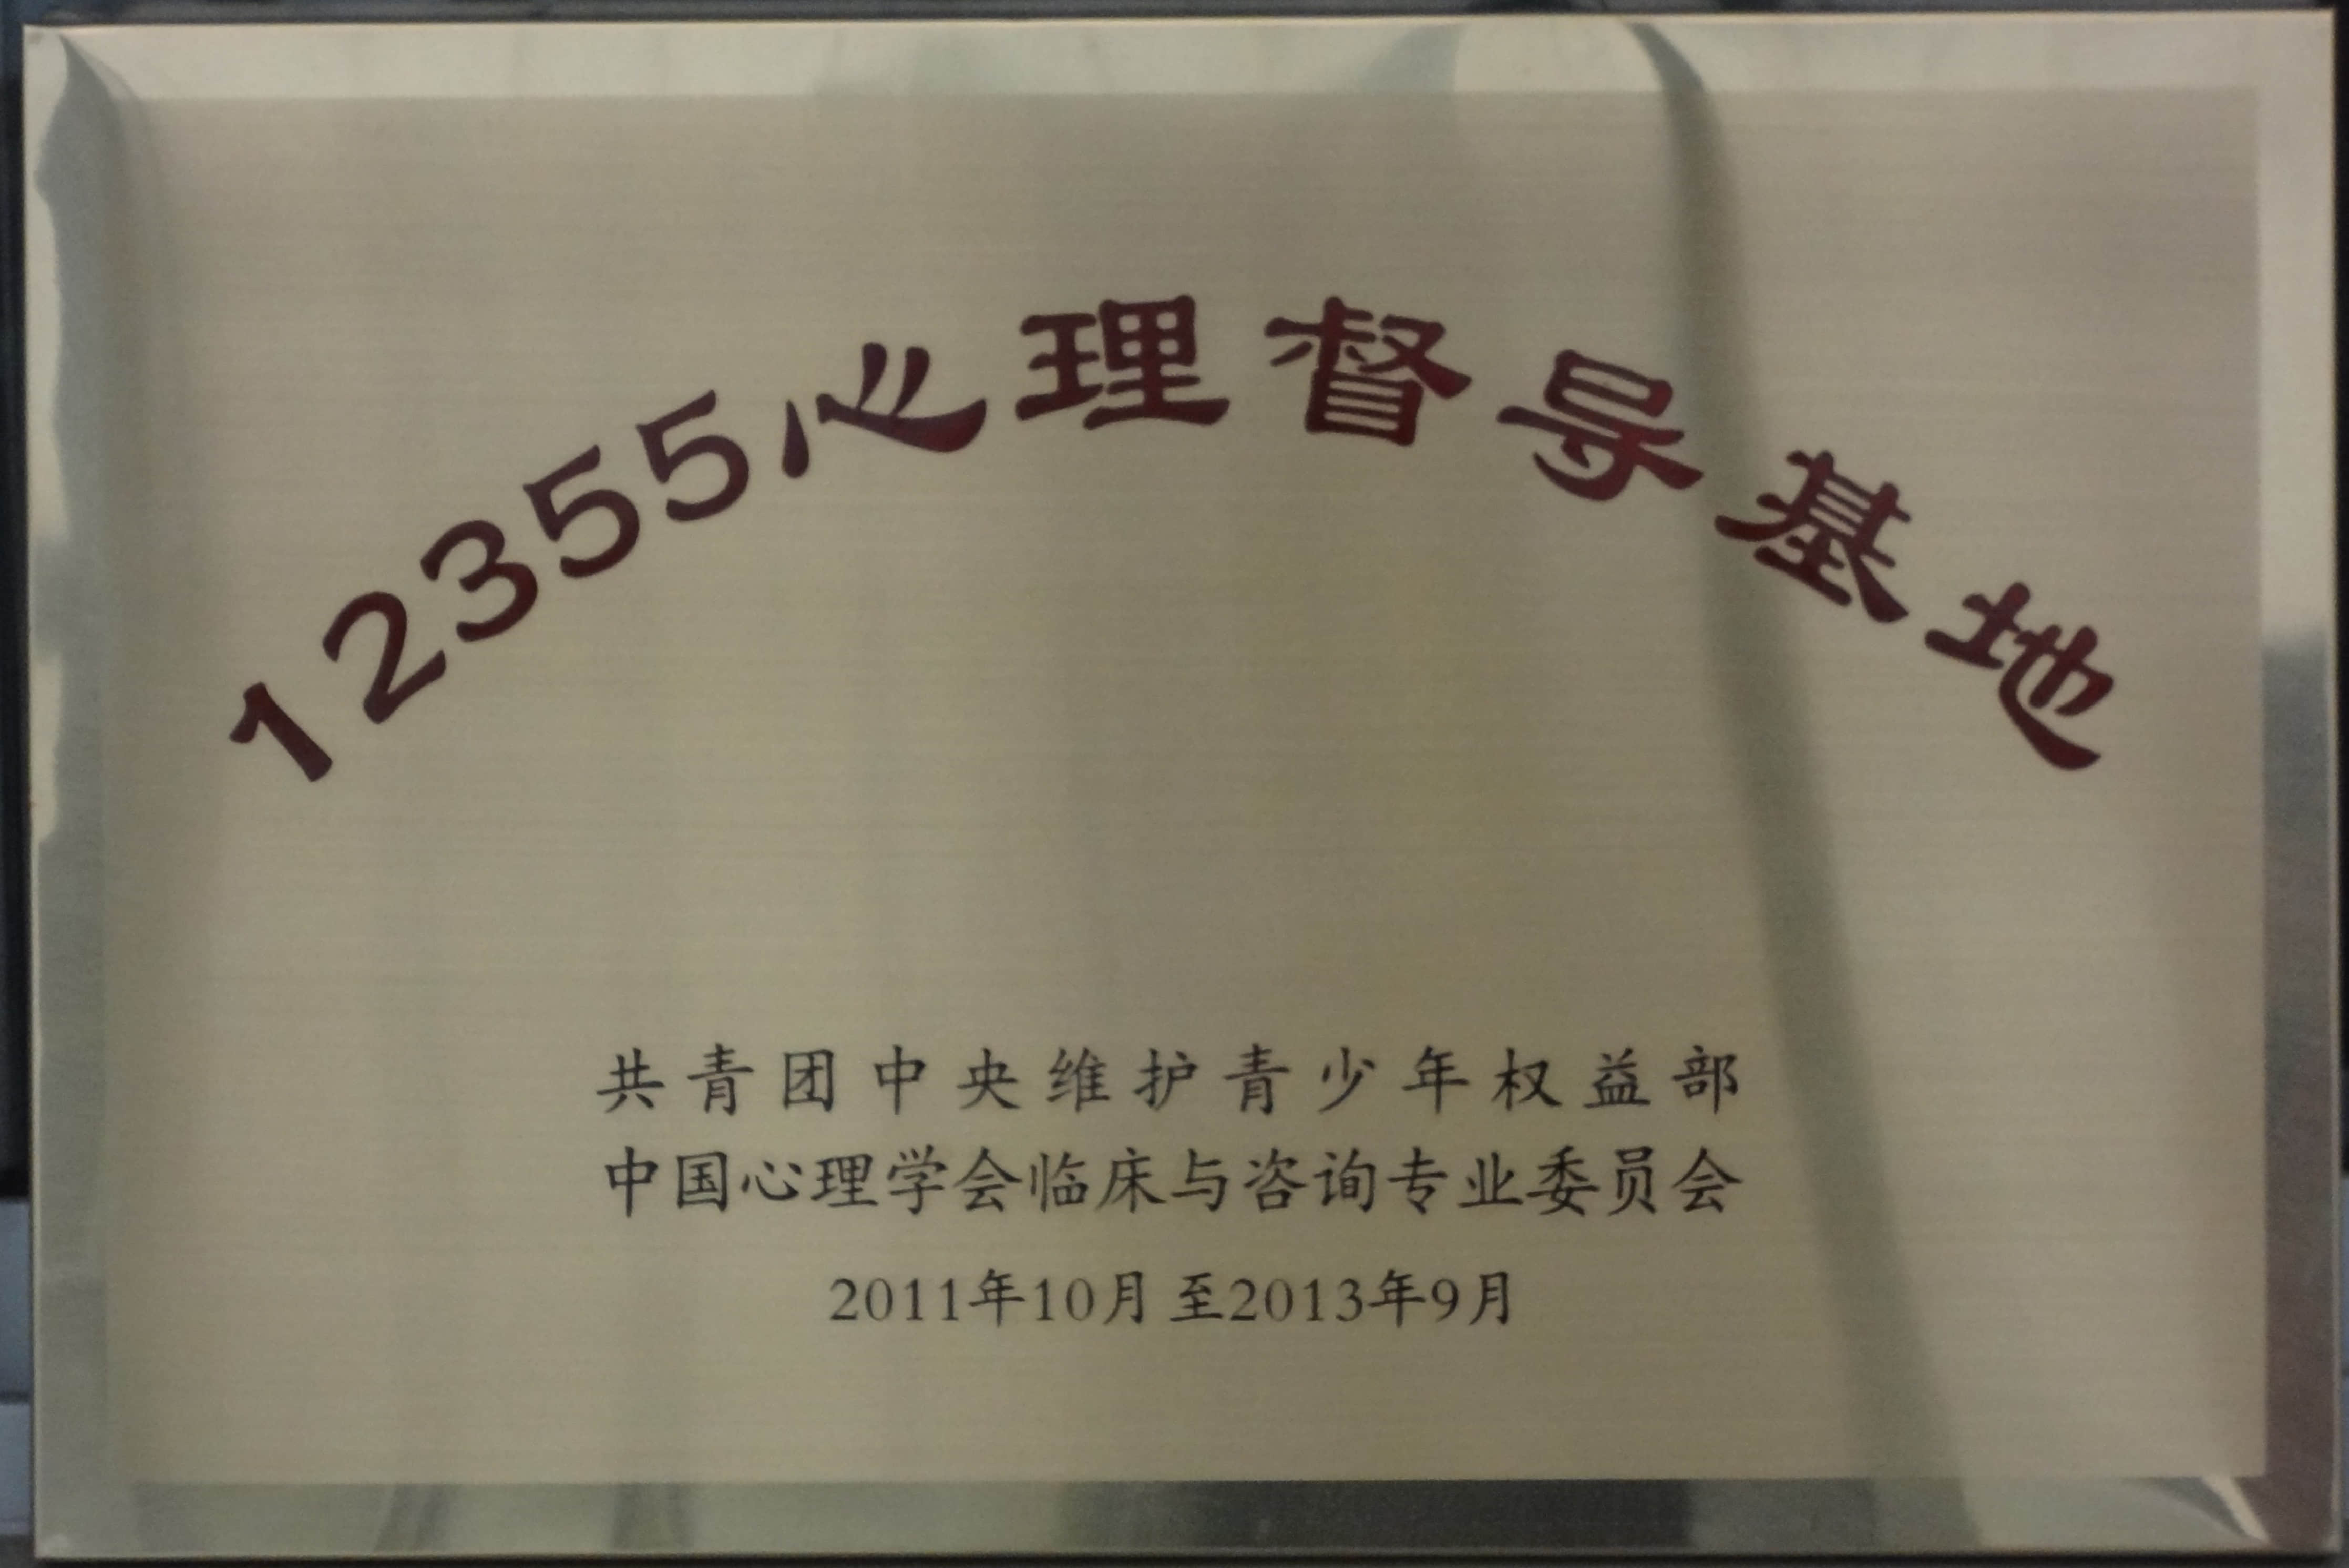 12355心理督导基地
共青团中央维护青少年权益部
中国心理学会临床与咨询专业委员会
2011年10月至2013年9月